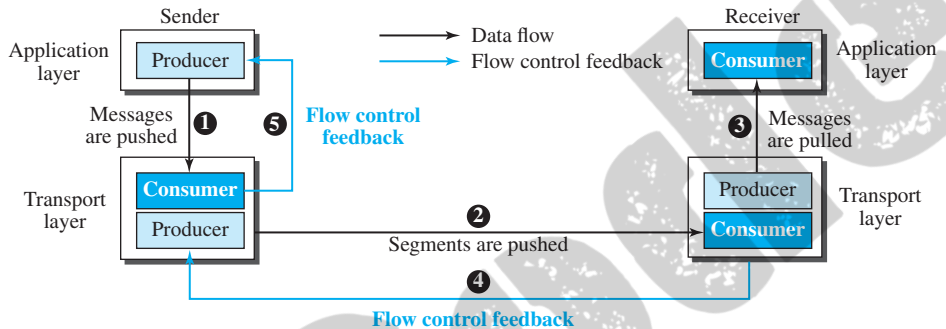 Sender
Receiver
Application
layer
Producer
Data flow
Flow control feedback
Consumer
Application
layer
Messages
are pushed
1
5
Flow control
feedback
3
Messages
are pulled
Transport
layer
Consumer
Producer
2
Segments are pushed
Producer
Consumer
Transport
layer
4
Flow control feedback